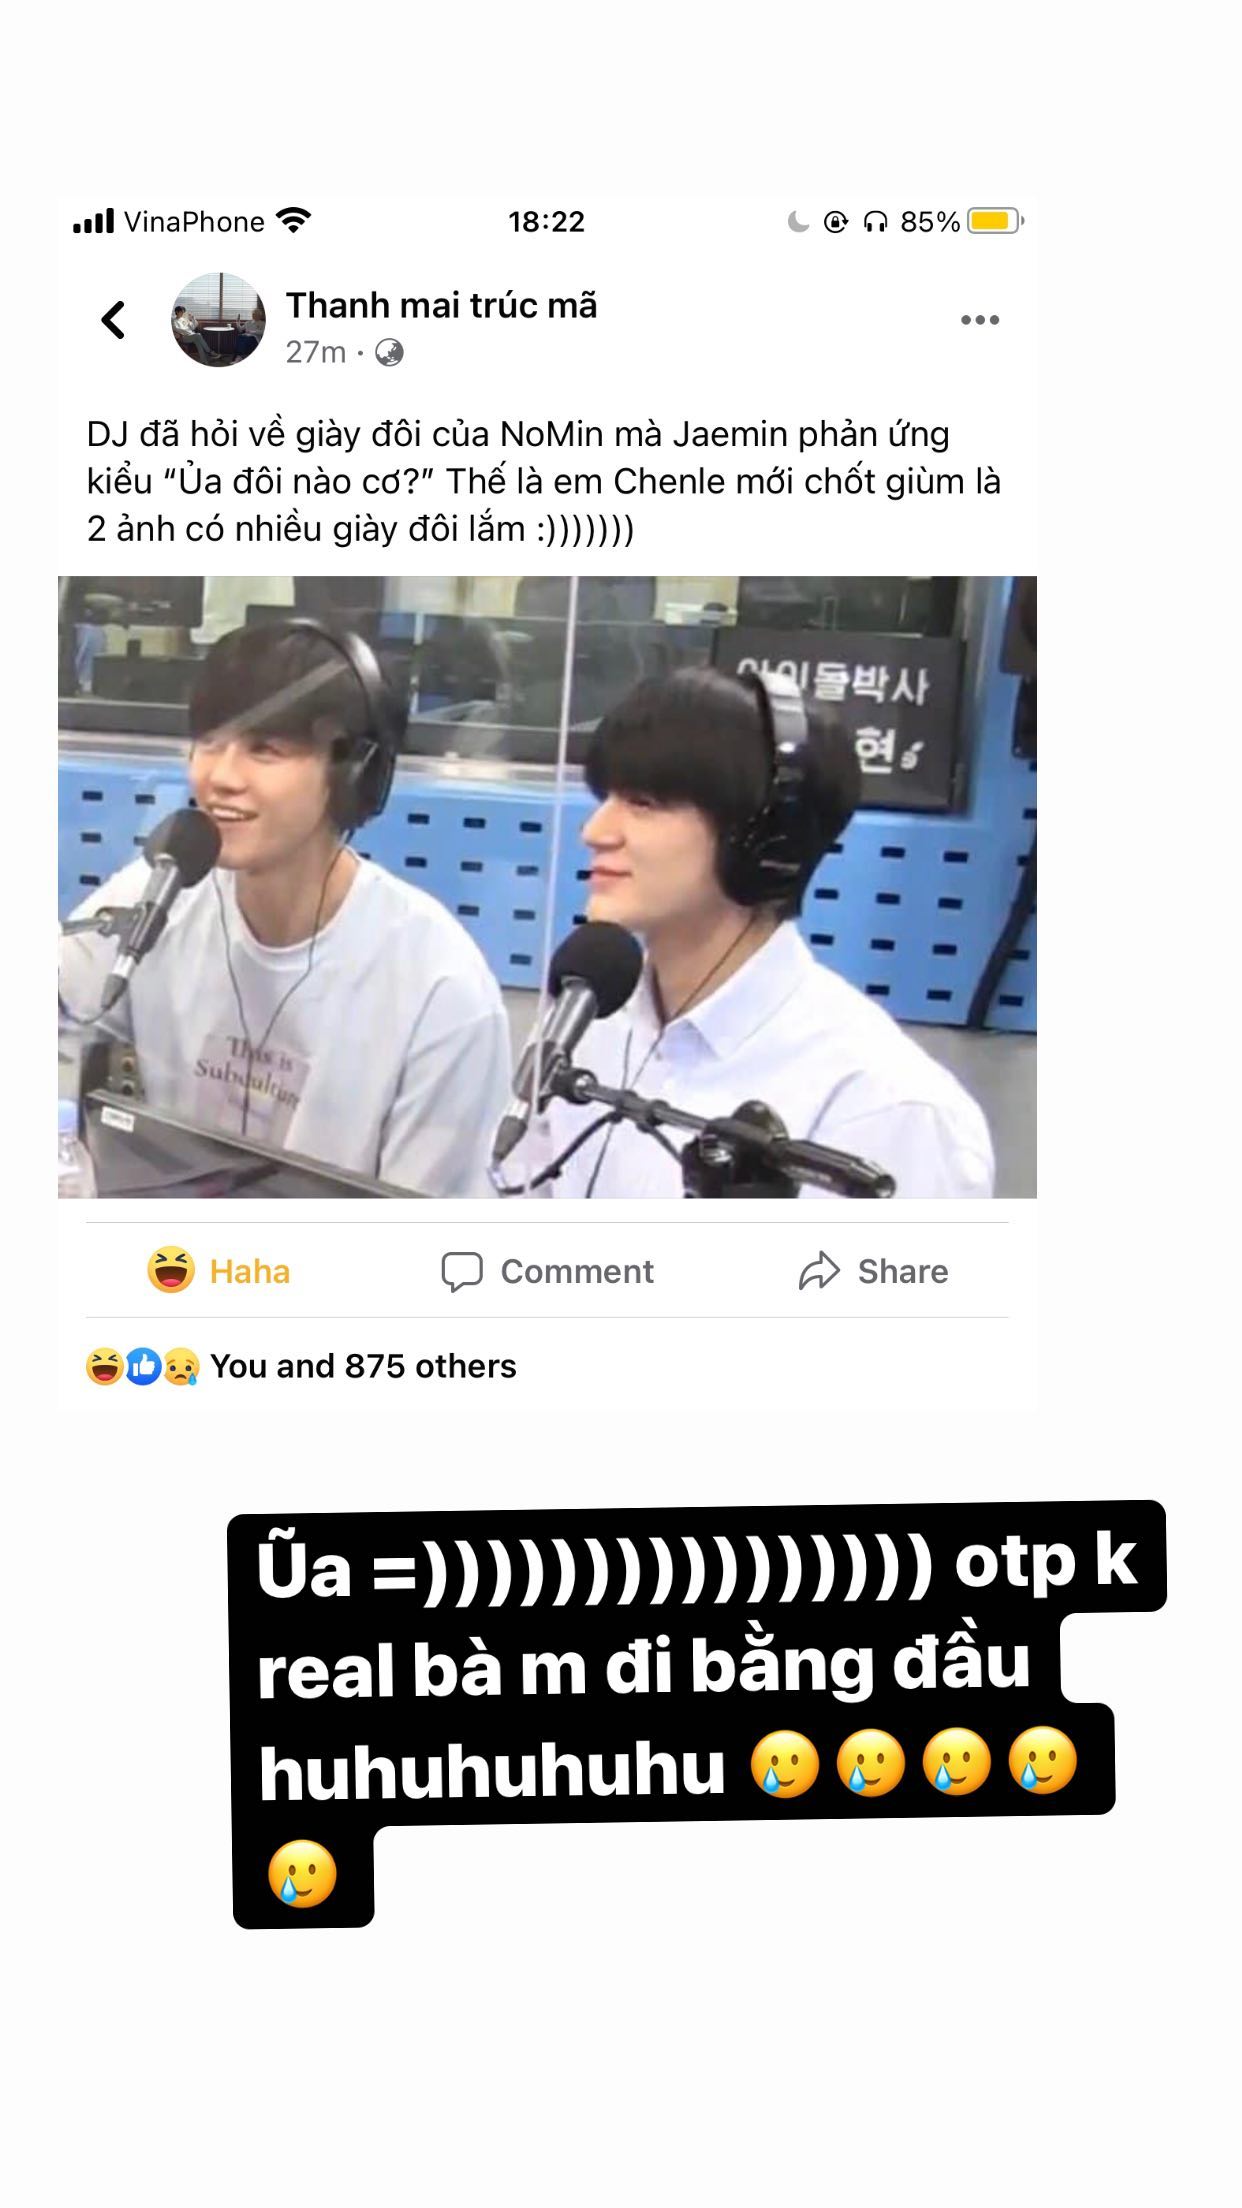 VinaPhone 18:22 85%
Thanh mai trúc mã
27m ·
DJ đã hỏi về giày đôi của NoMin mà Jaemin phản ứng
kiểu “Ủa đôi nào cơ?” Thế là em Chenle mới chốt giùm là
2 ảnh có nhiều giày đôi lắm :)))))))
아이돌박사
현
This is
Subculture
Haha Comment Share
You and 875 others
Ũa =)))))))))))))))) otp k
real bà m đi bằng đầu
huhuhuhuhu 🥲🥲🥲🥲
🥲